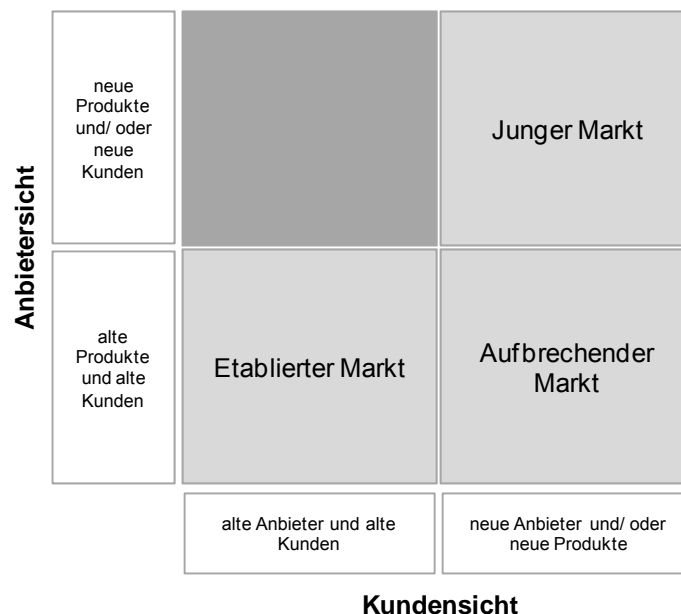 Anbietersicht
neue
Produkte
und/ oder
neue
Kunden
Junger Markt
alte
Produkte
und alte
Kunden
Etablierter Markt
Aufbrechender
Markt
alte Anbieter und alte
Kunden
neue Anbieter und/ oder
neue Produkte
Kundensicht